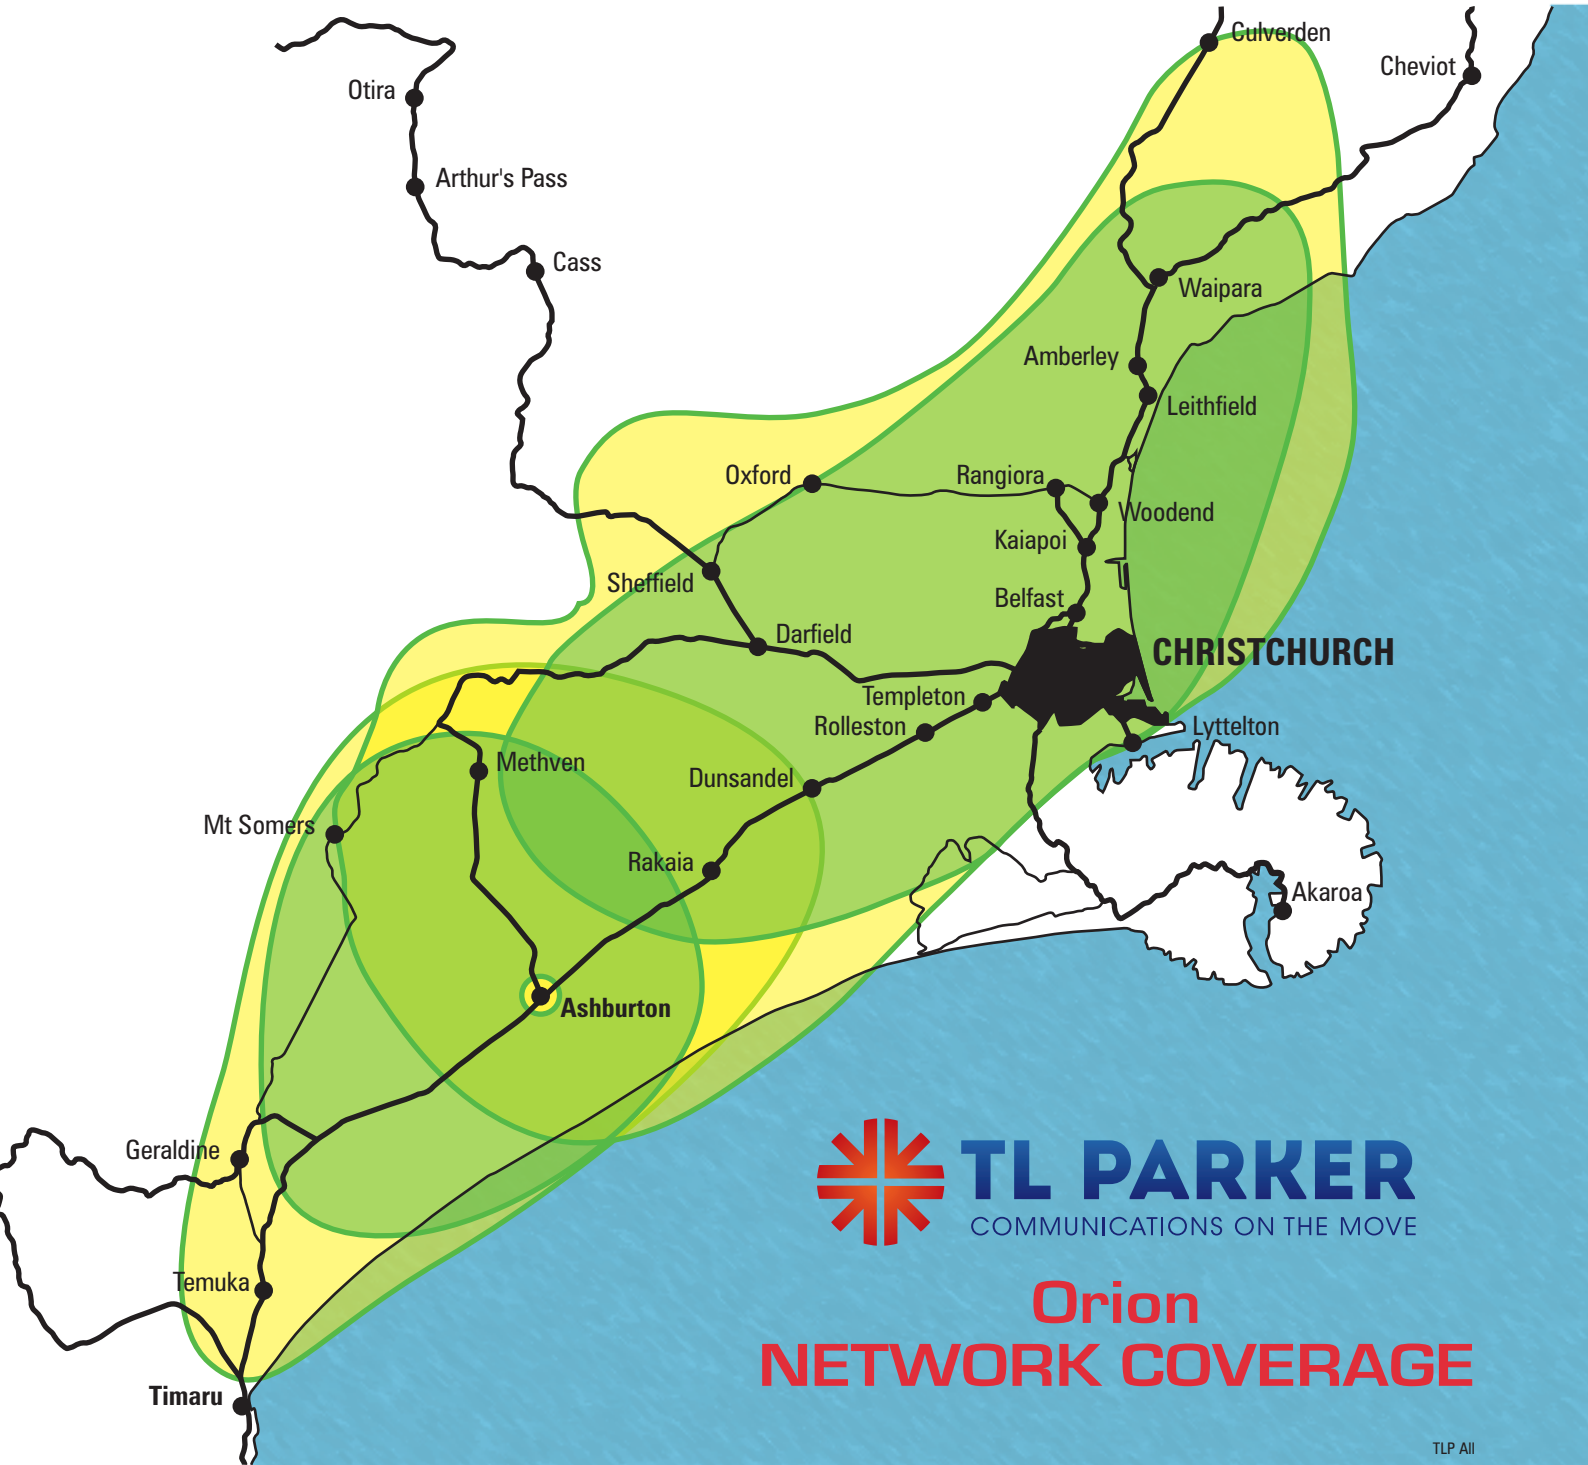 Culverden
Cheviot
Otira
Arthur's Pass
Cass
Waipara
Amberley
Leithfield
Oxford
Rangiora
Woodend
Kaiapoi
Sheffield
Belfast
Darfield
CHRISTCHURCH
Templeton
Rolleston
Lyttelton
Methven
Dunsandel
Mt Somers
Rakaia
Akaroa
Ashburton
Geraldine
TL PARKER
COMMUNICATIONS ON THE MOVE
Temuka
Orion
NETWORK COVERAGE
Timaru
TLP All